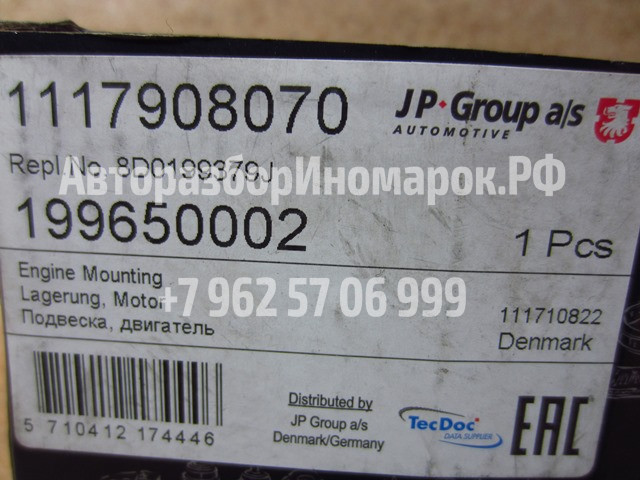 1117908070
JP·Group a/s
AUTOMOTIVE
Repl.No. 8D0199379J
АвторазборИномарок.РФ
199650002
1 Pcs
Engine Mounting
Lagerung, Motor
+7 962 57 06 999
Подвеска, двигатель
111710822
Denmark
5 710412 174446
Distributed by
JP Group a/s
Denmark/Germany
TecDoc
DATA SUPPLIER
EAC